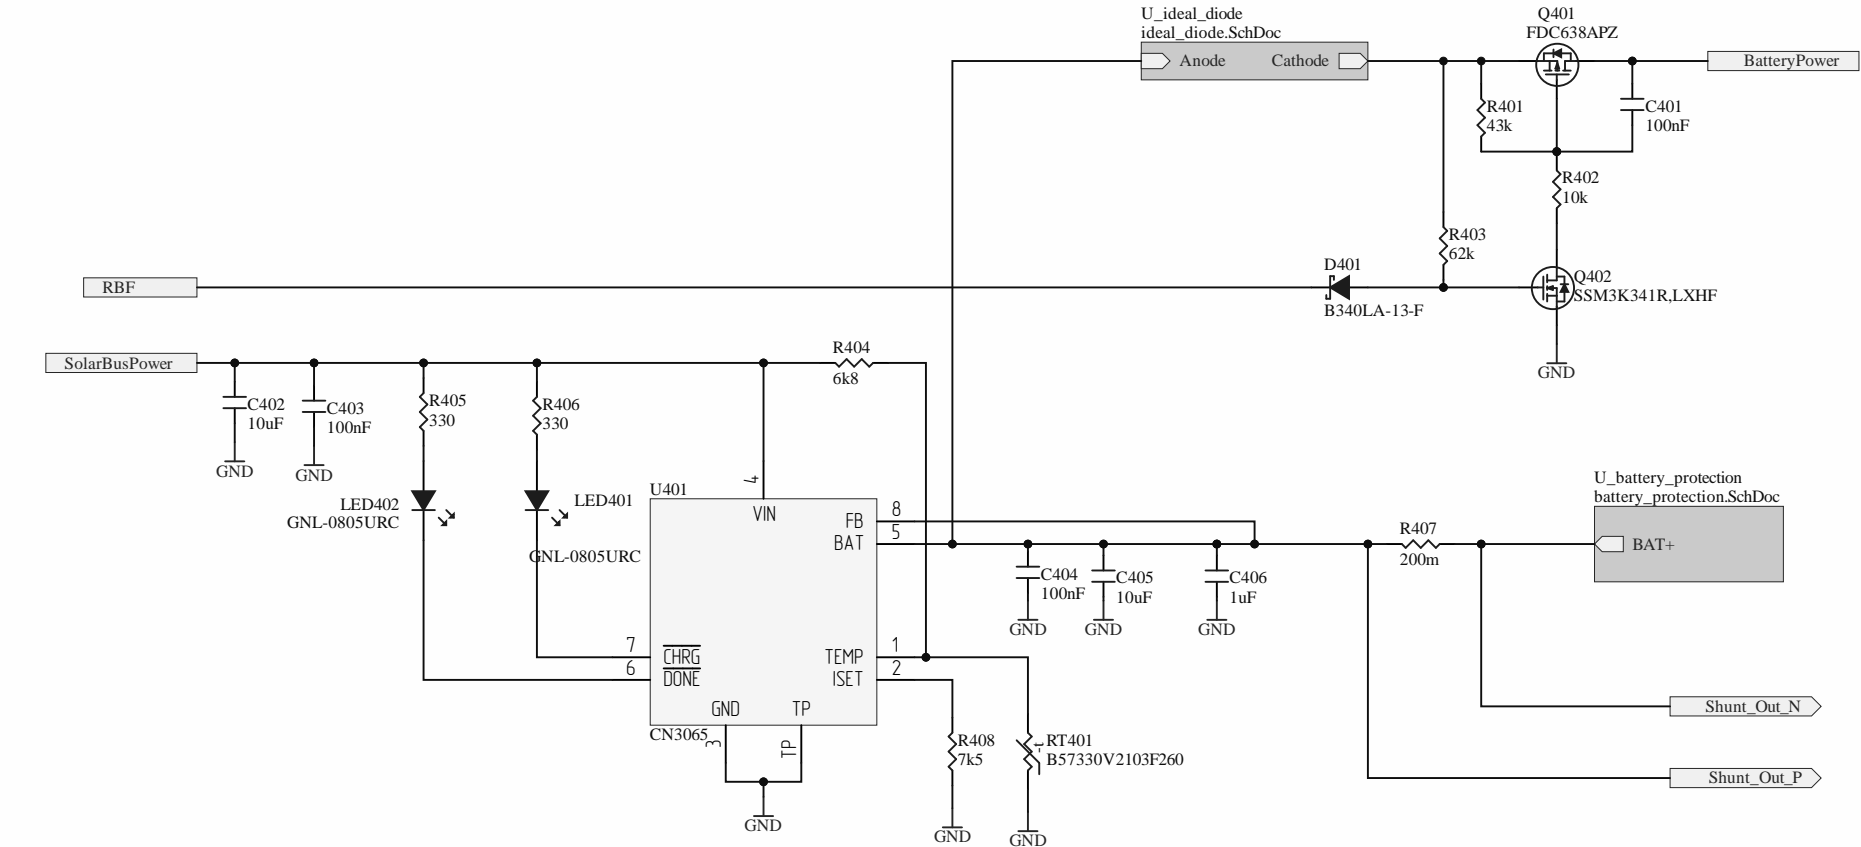 U_ideal_diode
ideal_diode.SchDoc
Anode
Cathode
Q401
FDC638APZ
BatteryPower
R401
43k
C401
100nF
R402
10k
R403
62k
D401
B340LA-13-F
Q402
SSM3K341R,LXHF
GND
RBF
SolarBusPower
R404
6k8
C402
10uF
GND
C403
100nF
GND
R405
330
R406
330
LED402
GNL-0805URC
LED401
GNL-0805URC
U401
4
VIN
FB
8
BAT
5
7
CHRG
6
DONE
TEMP
1
ISET
2
GND
TP
CN3065
3
TP
GND
C404
100nF
GND
C405
10uF
GND
C406
1uF
GND
R407
200m
U_battery_protection
battery_protection.SchDoc
BAT+
R408
7k5
GND
-t
RT401
B57330V2103F260
GND
Shunt_Out_N
Shunt_Out_P